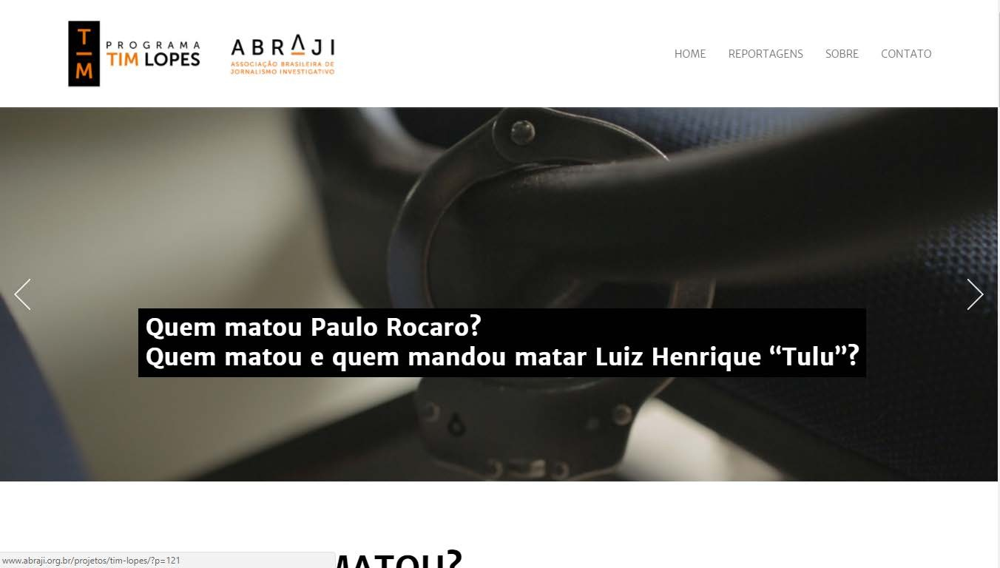 T
M
PROGRAMA
TIM LOPES
ABRAJI
ASSOCIAÇÃO BRASILEIRA DE
JORNALISMO INVESTIGATIVO
HOME REPORTAGENS SOBRE CONTATO
Quem matou Paulo Rocaro?
Quem matou e quem mandou matar Luiz Henrique “Tulu”?
MATOU?
www.abraji.org.br/projetos/tim-lopes/?p=121